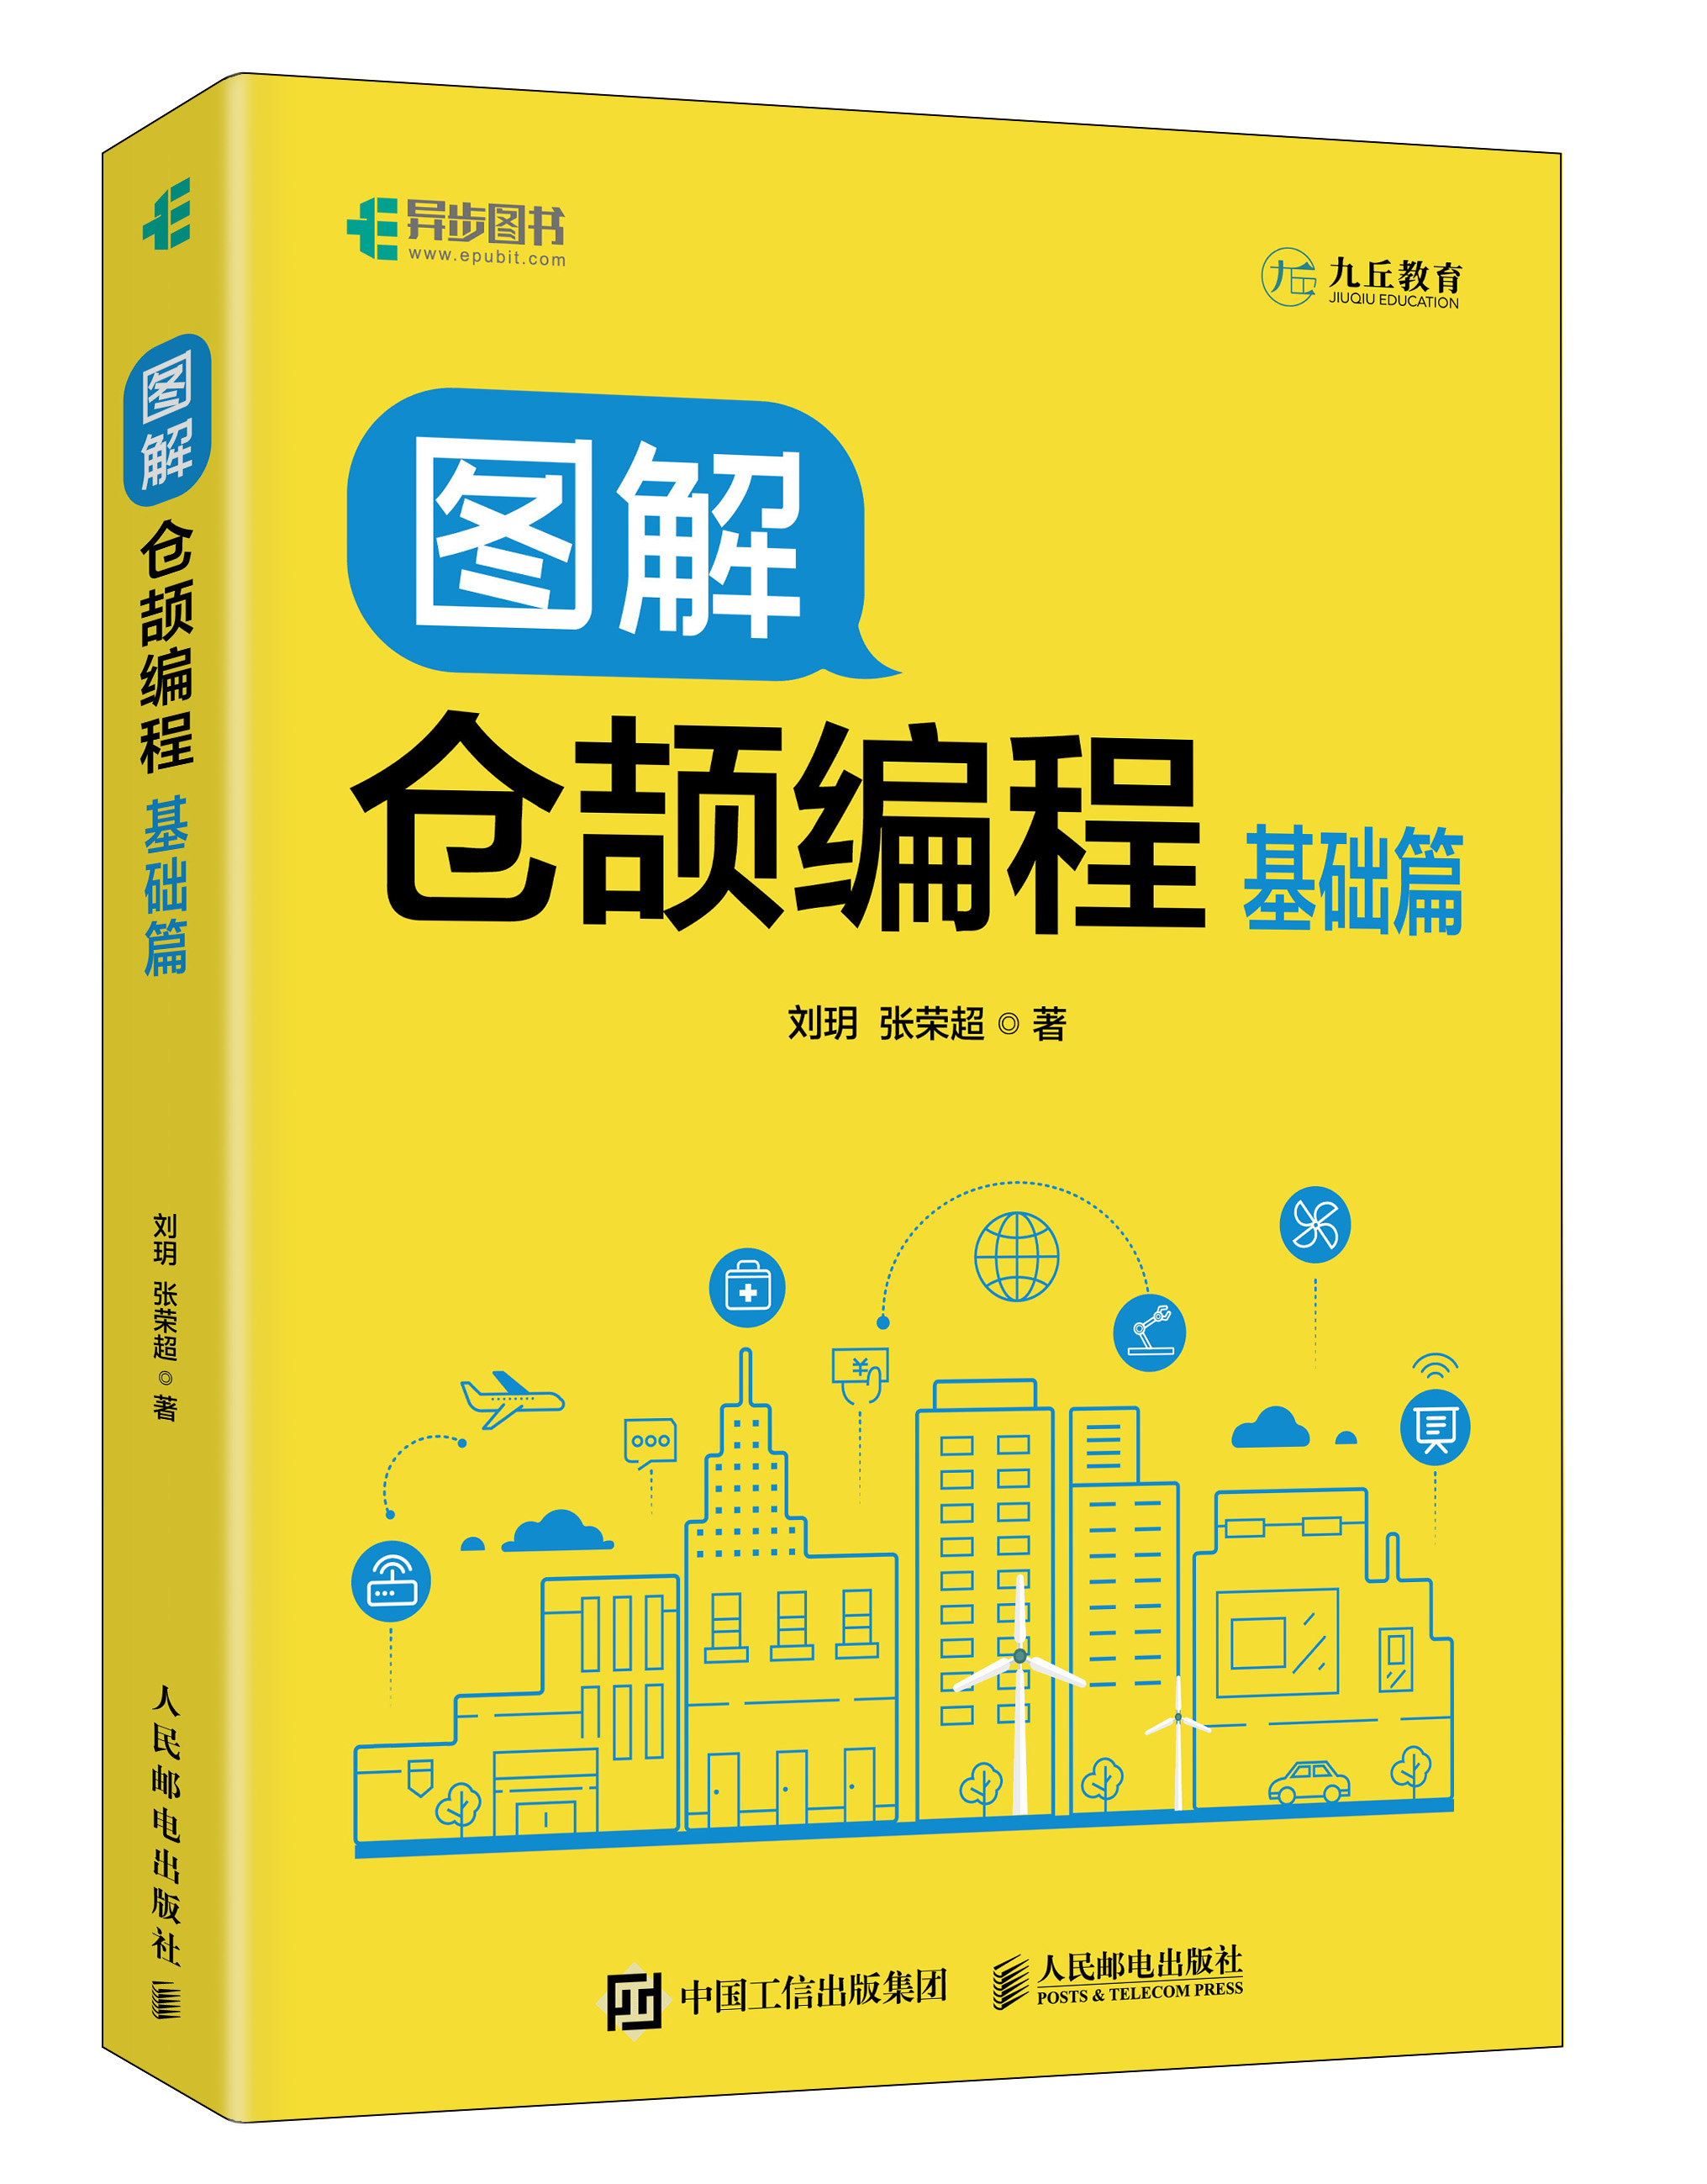 图解
仓颉编程
基础篇
刘玥 张荣超 ◎ 著
人民邮电出版社
异步图书
www.epubit.com
九丘教育
JIUQIU EDUCATION
图解
仓颉编程 基础篇
刘玥 张荣超 ◎ 著
¥
中国工信出版集团
人民邮电出版社
POSTS & TELECOM PRESS